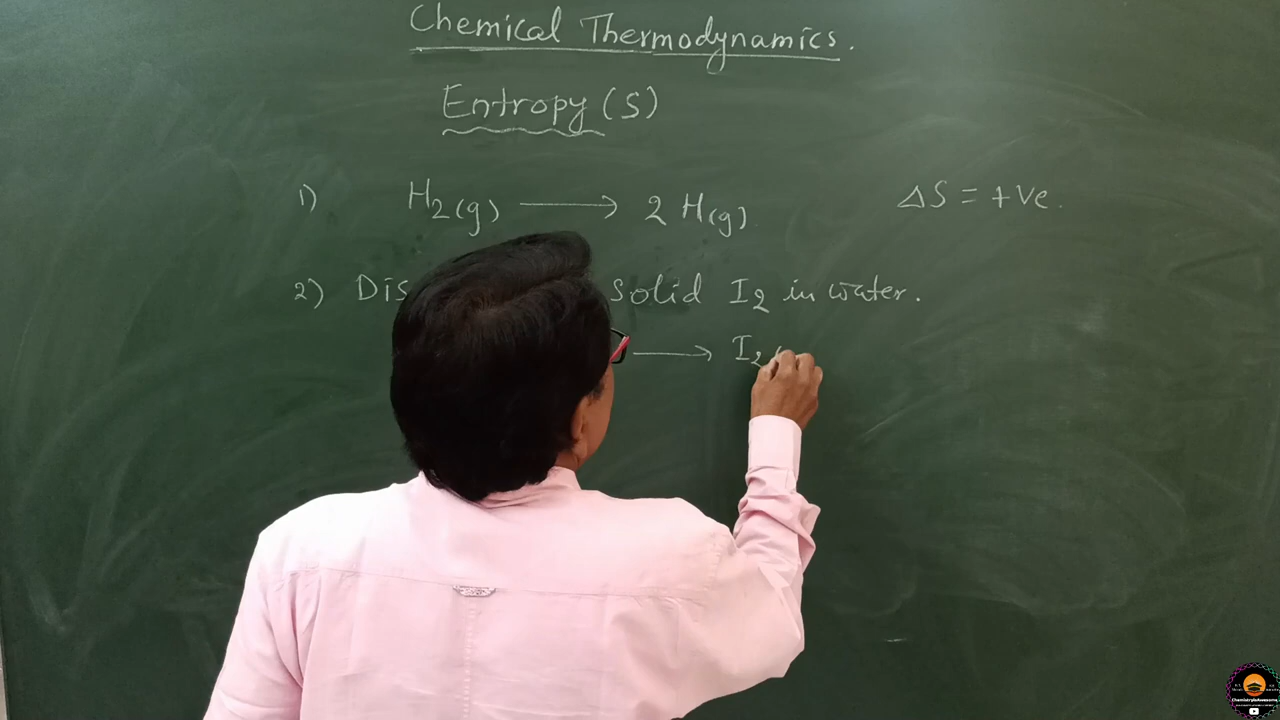 Chemical Thermodynamics.
Entropy (S)
1) H2(g) ⟶ 2 H(g) ΔS = +ve.
2) Dis solid I2 in water.
⟶ I2